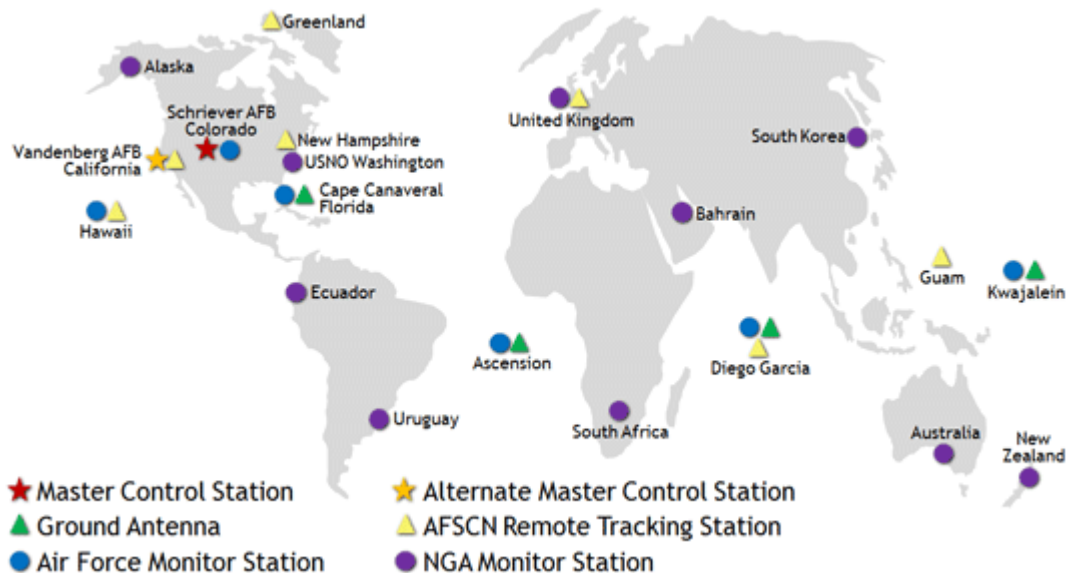 Greenland
Alaska
Schriever AFB
Colorado
New Hampshire
USNO Washington
Vandenberg AFB
California
Cape Canaveral
Florida
Hawaii
United Kingdom
South Korea
Bahrain
Guam
Kwajalein
Ecuador
Ascension
Diego Garcia
Uruguay
South Africa
Australia
New
Zealand
Master Control Station
Alternate Master Control Station
Ground Antenna
AFSCN Remote Tracking Station
Air Force Monitor Station
NGA Monitor Station